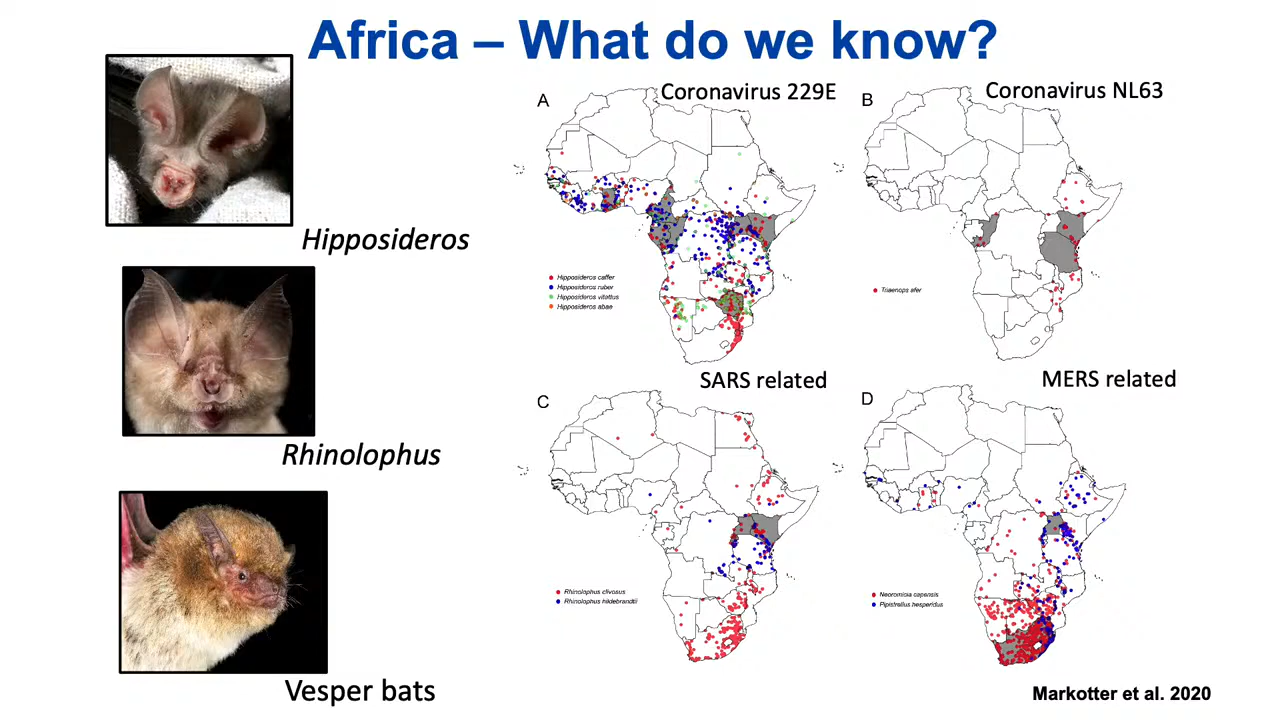 Africa – What do we know?
Hipposideros
Rhinolophus
Vesper bats
A
Coronavirus 229E
Hipposideros caffer
Hipposideros ruber
Hipposideros vitattus
Hipposideros abae
B
Coronavirus NL63
Triaenops afer
C
SARS related
Rhinolophus clivosus
Rhinolophus hildebrandtii
D
MERS related
Neoromicia capensis
Pipistrellus hesperidus
Markotter et al. 2020